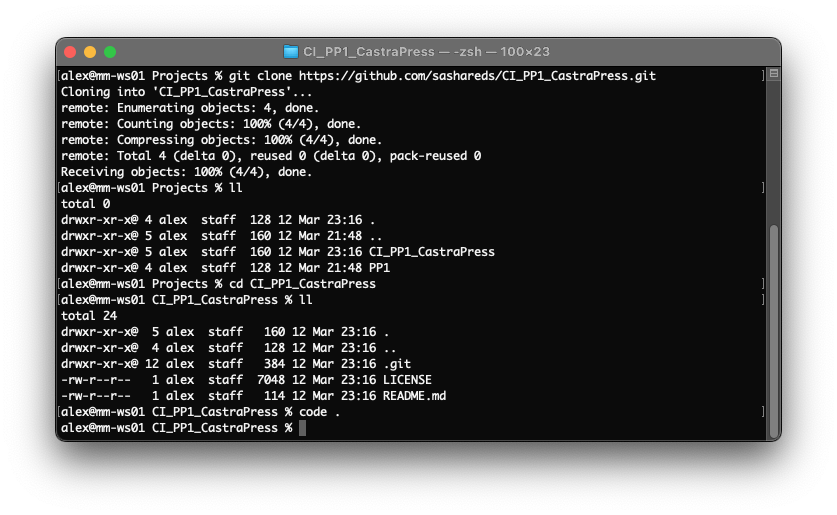 CI_PP1_CastraPress — -zsh — 100×23
[alex@mm-ws01 Projects % git clone https://github.com/sashareds/CI_PP1_CastraPress.git ]
Cloning into 'CI_PP1_CastraPress'...
remote: Enumerating objects: 4, done.
remote: Counting objects: 100% (4/4), done.
remote: Compressing objects: 100% (4/4), done.
remote: Total 4 (delta 0), reused 0 (delta 0), pack-reused 0
Receiving objects: 100% (4/4), done.
[alex@mm-ws01 Projects % ll ]
total 0
drwxr-xr-x@ 4 alex  staff  128 12 Mar 23:16 .
drwxr-xr-x@ 5 alex  staff  160 12 Mar 21:48 ..
drwxr-xr-x@ 5 alex  staff  160 12 Mar 23:16 CI_PP1_CastraPress
drwxr-xr-x@ 4 alex  staff  128 12 Mar 21:48 PP1
[alex@mm-ws01 Projects % cd CI_PP1_CastraPress ]
[alex@mm-ws01 CI_PP1_CastraPress % ll ]
total 24
drwxr-xr-x@  5 alex  staff   160 12 Mar 23:16 .
drwxr-xr-x@  4 alex  staff   128 12 Mar 23:16 ..
drwxr-xr-x@ 12 alex  staff   384 12 Mar 23:16 .git
-rw-r--r--   1 alex  staff  7048 12 Mar 23:16 LICENSE
-rw-r--r--   1 alex  staff   114 12 Mar 23:16 README.md
[alex@mm-ws01 CI_PP1_CastraPress % code . ]
alex@mm-ws01 CI_PP1_CastraPress %